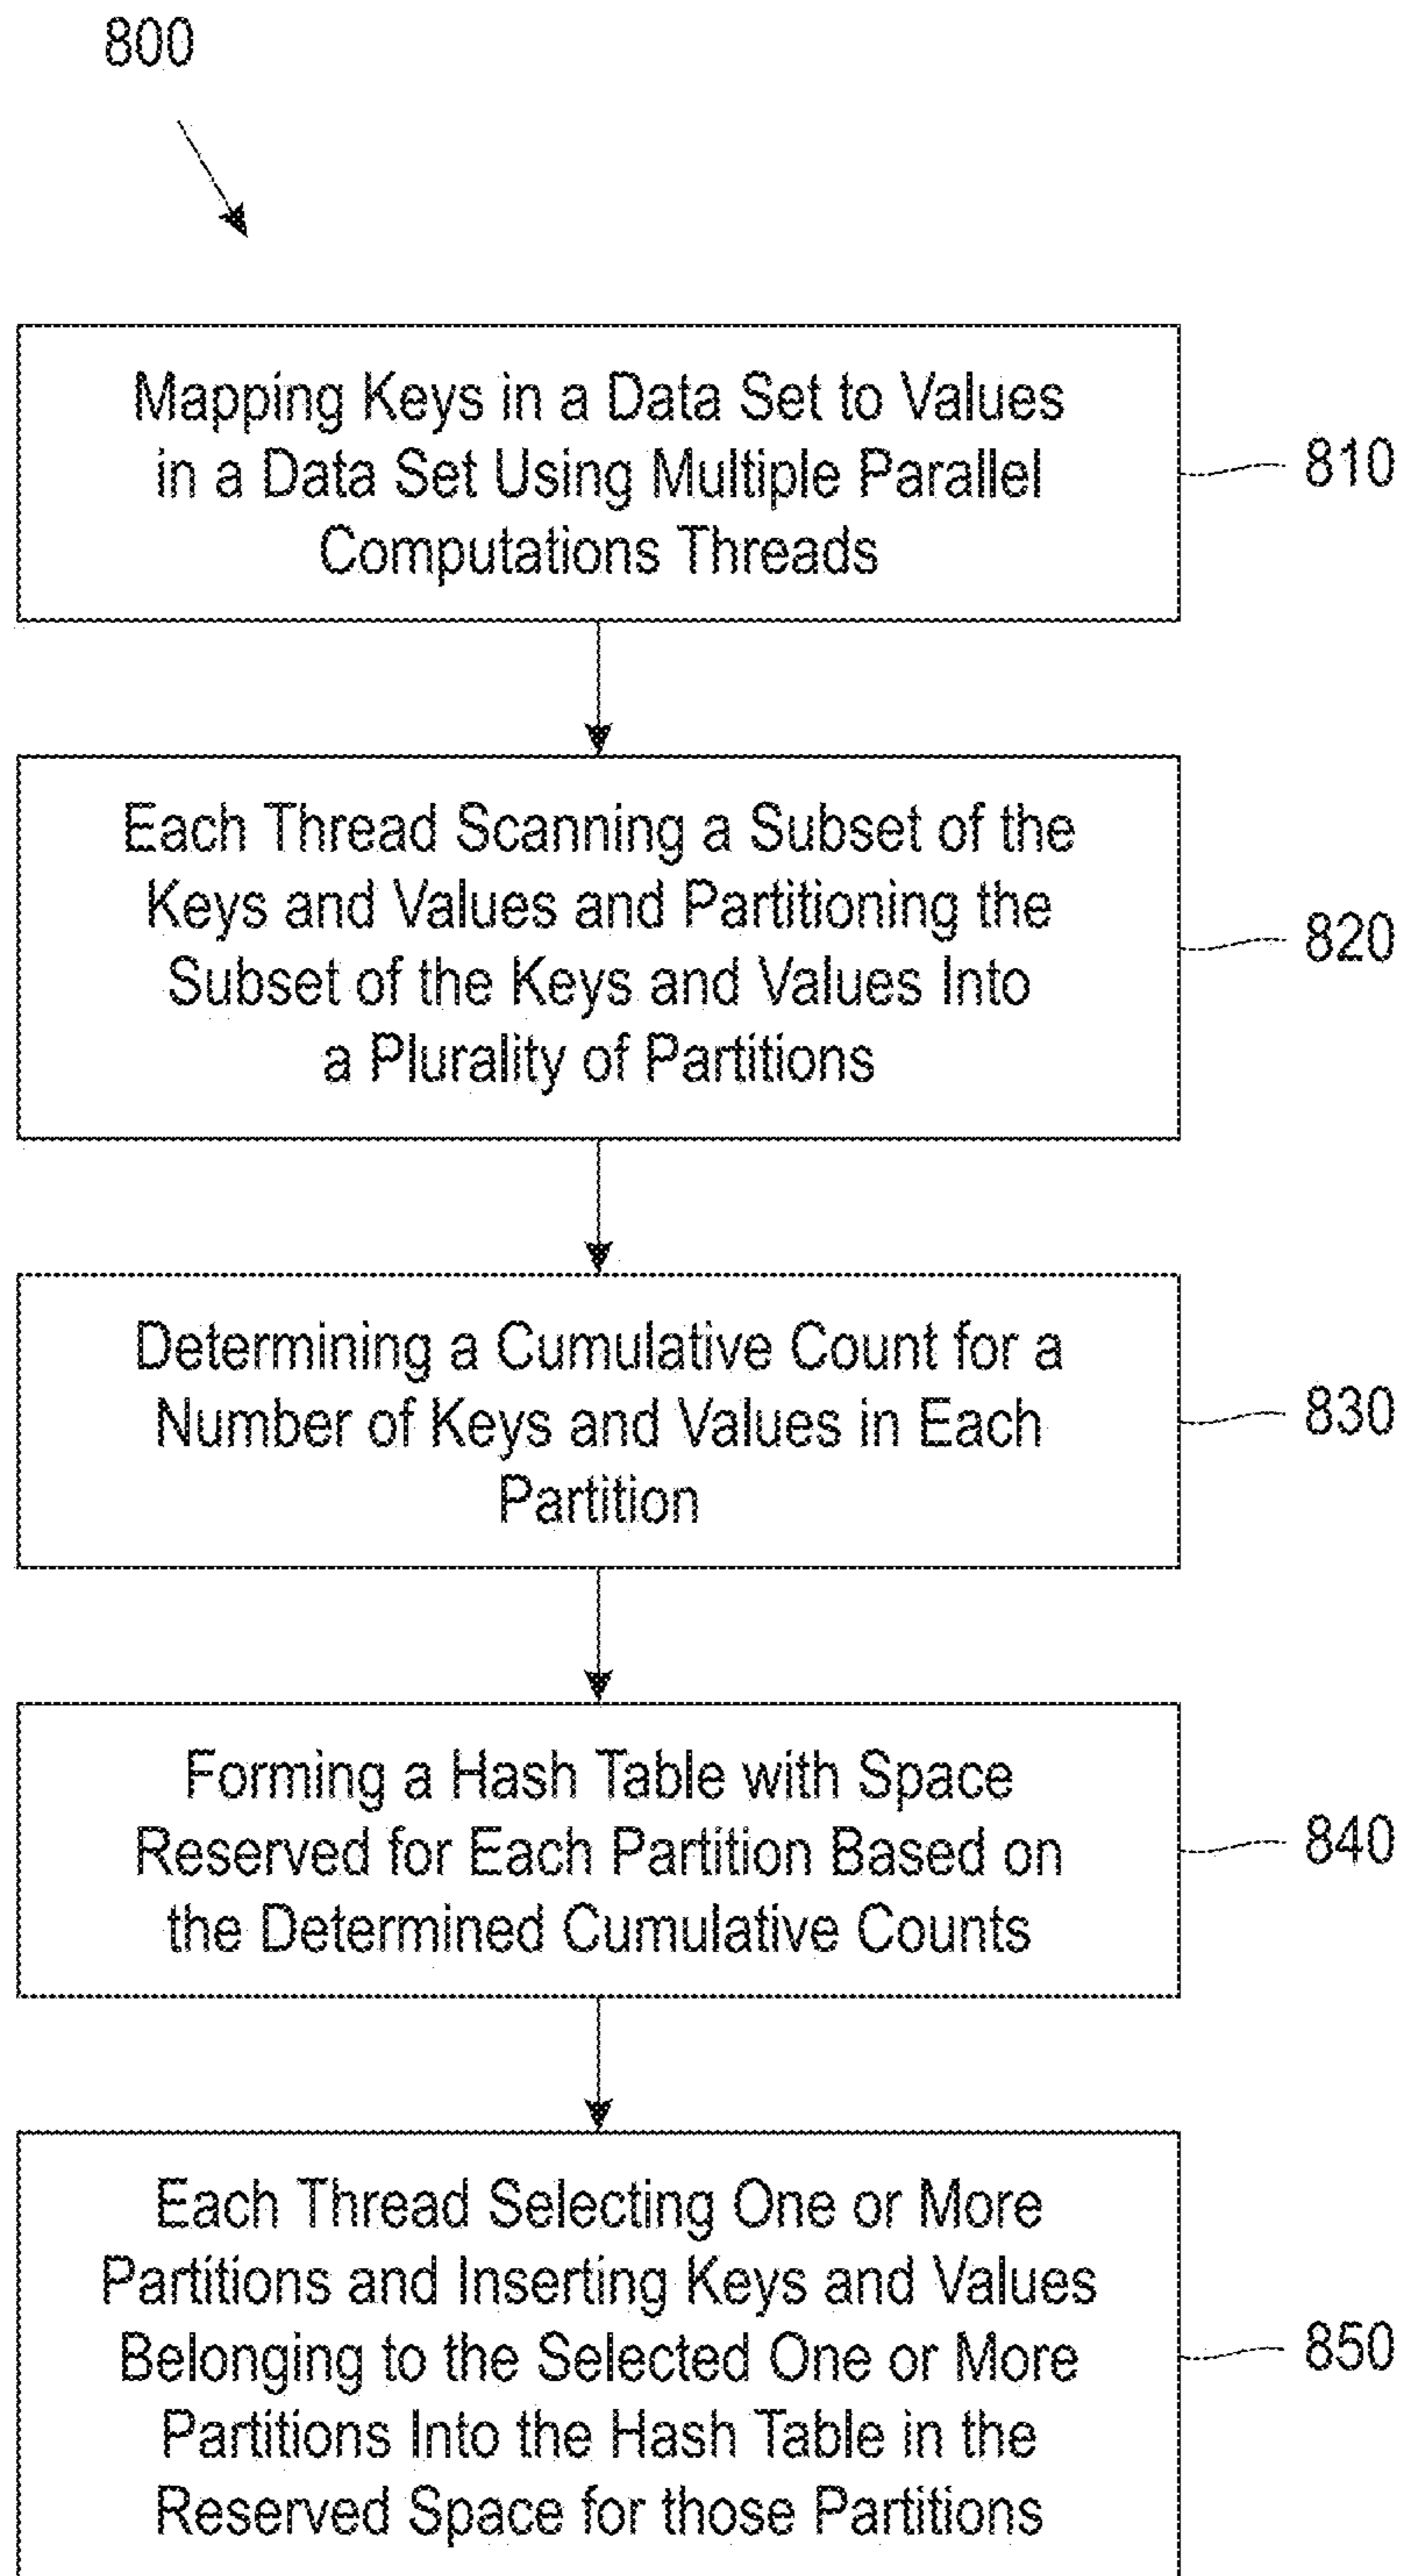 800
Mapping Keys in a Data Set to Values
in a Data Set Using Multiple Parallel
Computations Threads
810
Each Thread Scanning a Subset of the
Keys and Values and Partitioning the
Subset of the Keys and Values Into
a Plurality of Partitions
820
Determining a Cumulative Count for a
Number of Keys and Values in Each
Partition
830
Forming a Hash Table with Space
Reserved for Each Partition Based on
the Determined Cumulative Counts
840
Each Thread Selecting One or More
Partitions and Inserting Keys and Values
Belonging to the Selected One or More
Partitions Into the Hash Table in the
Reserved Space for those Partitions
850